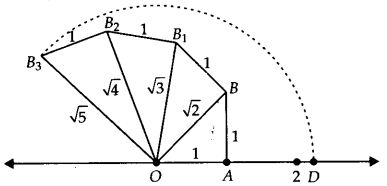 B₂ 1
1 B₁
B₃ 1
√4 √3 B
√5 √2 1
1
O A 2 D